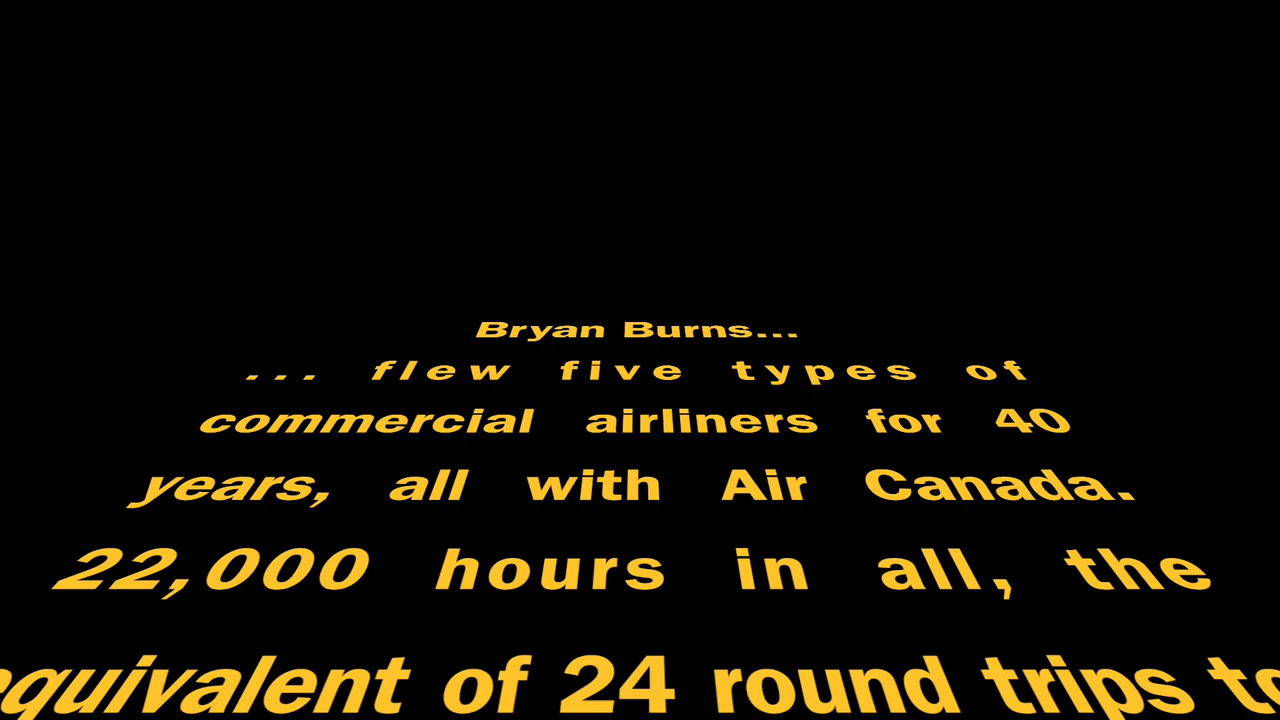 Bryan Burns...
... flew five types of
commercial airliners for 40
years, all with Air Canada.
22,000 hours in all, the
equivalent of 24 round trips to